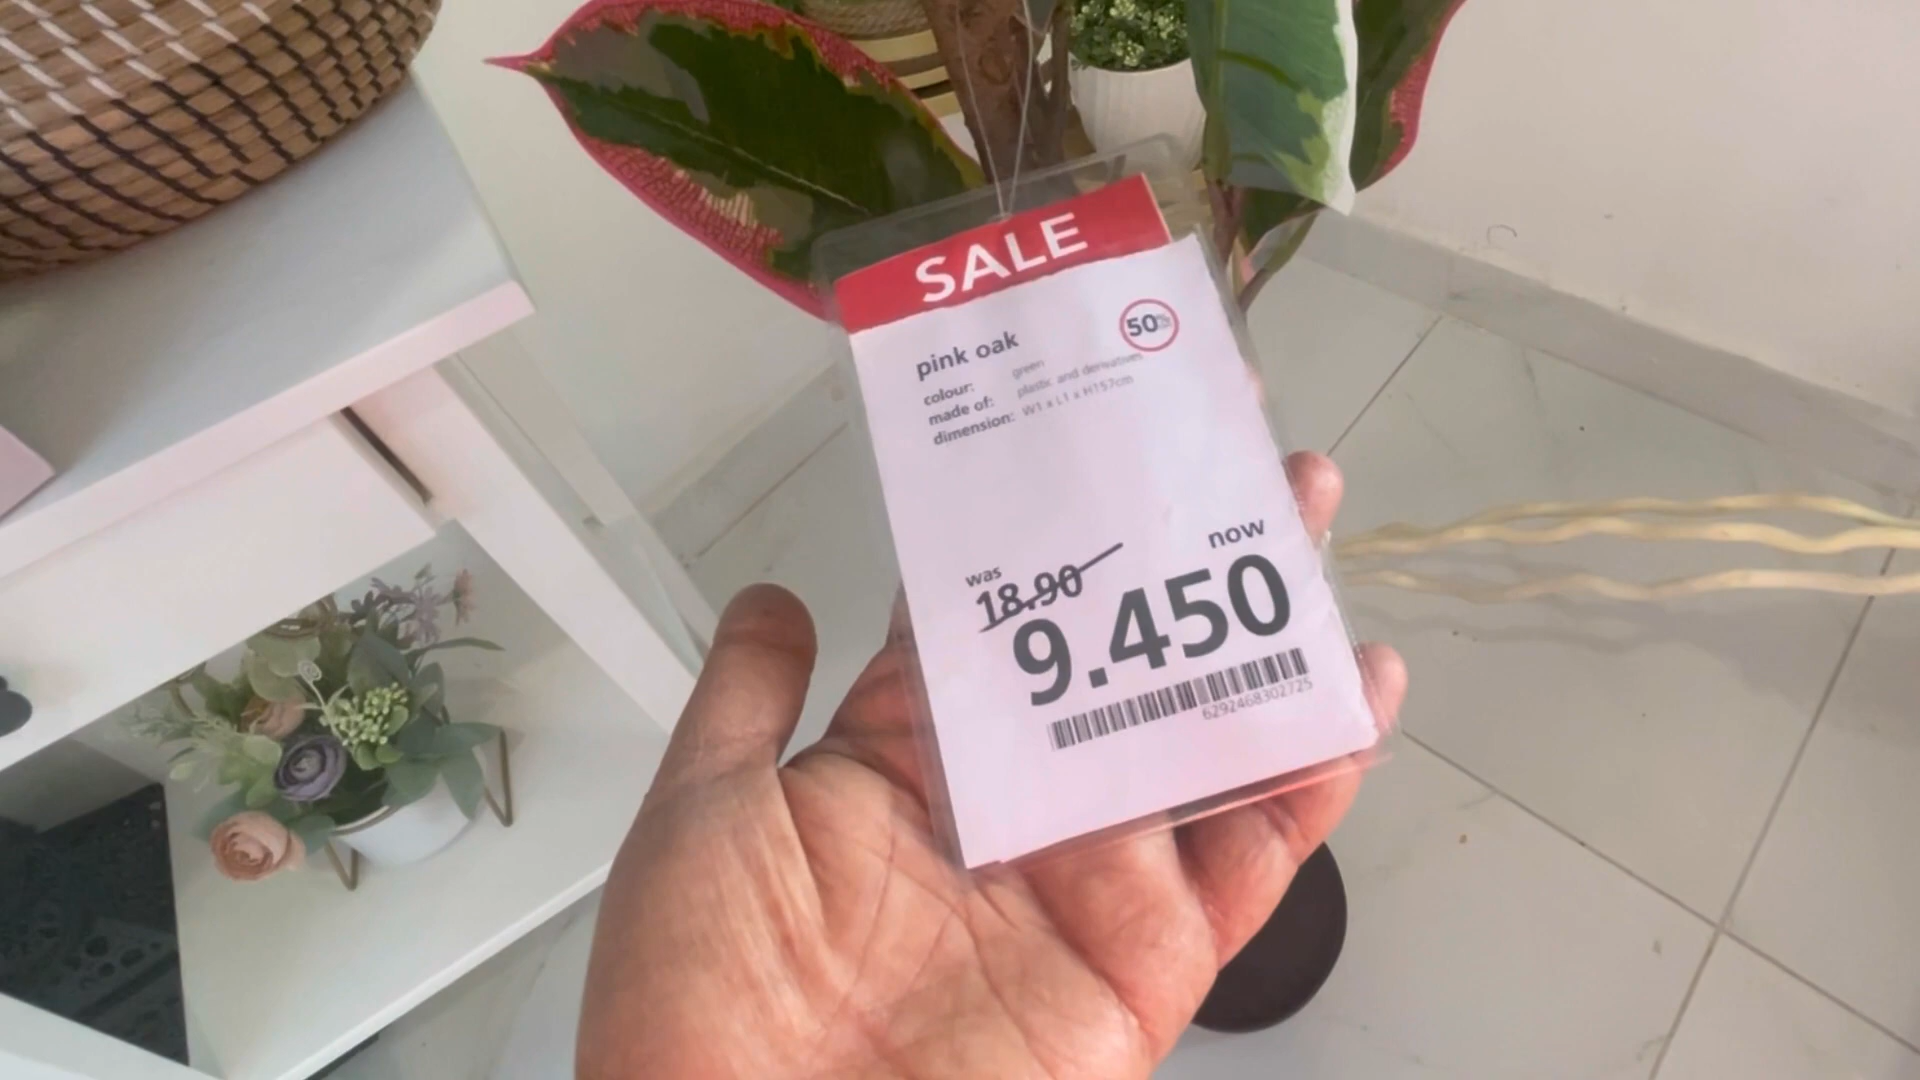 SALE
pink oak
50%
colour: green
made of: plastic and derivatives
dimension: W1 x L1 x H157cm
was
18.90
now
9.450
6292468302725